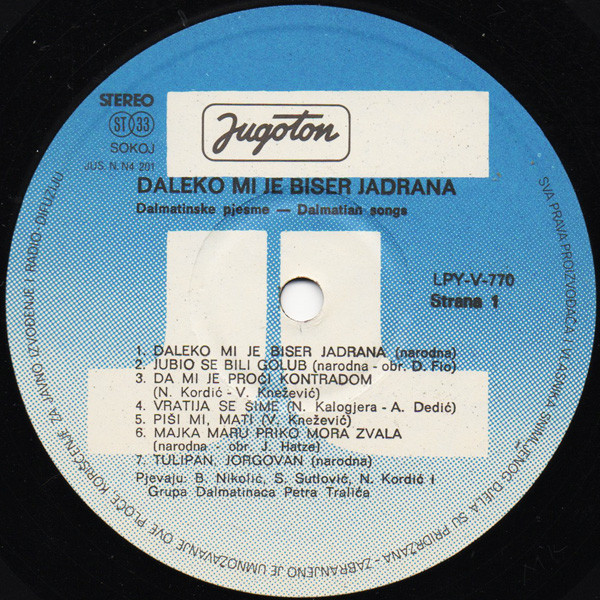 STEREO
ST 33
SOKOJ
JUS. N. N4 201
Jugoton
DALEKO MI JE BISER JADRANA
Dalmatinske pjesme — Dalmatian songs
LPY-V-770
Strana 1
1. DALEKO MI JE BISER JADRANA (narodna)
2. JUBIO SE BILI GOLUB (narodna - obr. D. Fio)
3. DA MI JE PROĆI KONTRADOM
(N. Kordić - V. Knežević)
4. VRATIJA SE ŠIME (N. Kalogjera - A. Dedić)
5. PIŠI MI, MATI (V. Knežević)
6. MAJKA MARU PRIKO MORA ZVALA
(narodna - obr. J. Hatze)
7. TULIPAN, JORGOVAN (narodna)
Pjevaju: B. Nikolić, S. Sutlović, N. Kordić i
Grupa Dalmatinaca Petra Tralića
SVA PRAVA PROIZVOĐAČA I VLASNIKA SNIMLJENOG DJELA SU PRIDRŽANA - ZABRANJENO JE UMNOŽAVANJE OVE PLOČE, KORIŠĆENJE ZA JAVNO IZVOĐENJE I RADIO-DIFUZIJU